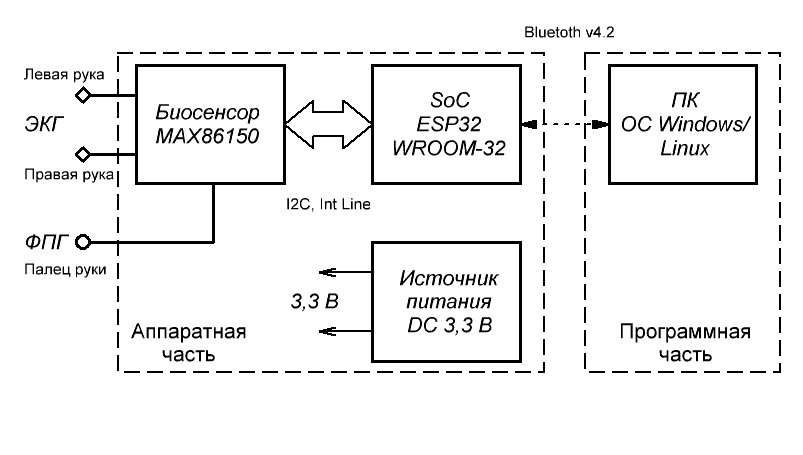 Bluetoth v4.2
Левая рука
ЭКГ
Правая рука
Биосенсор
MAX86150
I2C, Int Line
SoC
ESP32
WROOM-32
ПК
ОС Windows/
Linux
ФПГ
Палец руки
3,3 В
Источник
питания
DC 3,3 В
Аппаратная
часть
Программная
часть